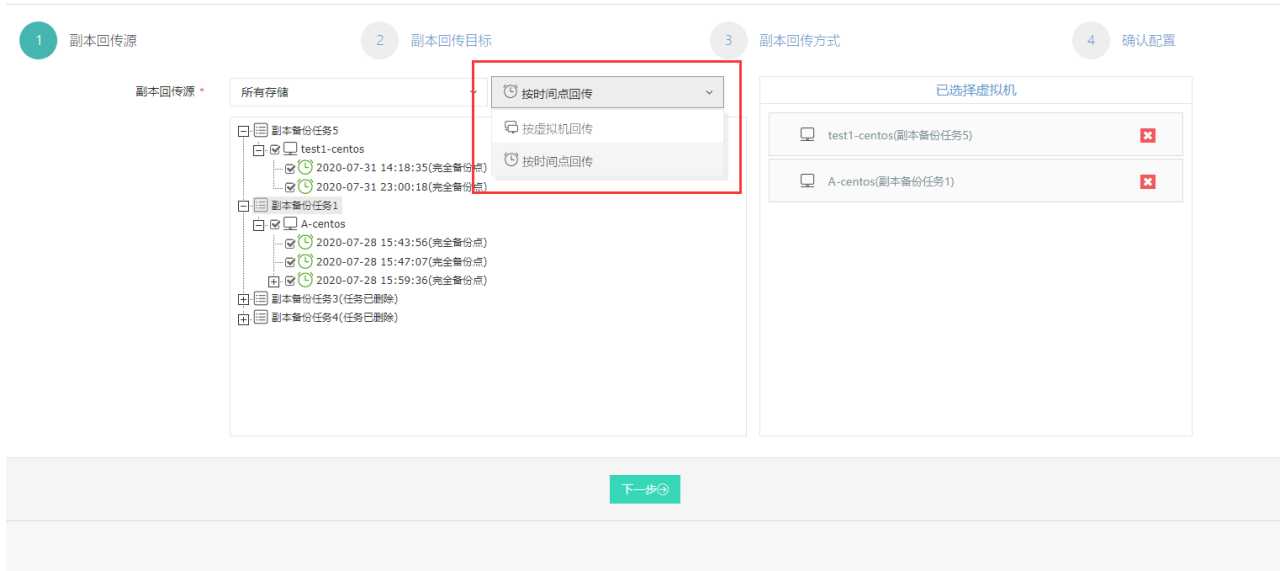 1 副本回传源
2 副本回传目标
3 副本回传方式
4 确认配置
副本回传源 *
所有存储
按时间点回传
按虚拟机回传
按时间点回传
副本备份任务5
test1-centos
2020-07-31 14:18:35(完全备份点)
2020-07-31 23:00:18(完全备份点)
副本备份任务1
A-centos
2020-07-28 15:43:56(完全备份点)
2020-07-28 15:47:07(完全备份点)
2020-07-28 15:59:36(完全备份点)
副本备份任务3(任务已删除)
副本备份任务4(任务已删除)
已选择虚拟机
test1-centos(副本备份任务5)
A-centos(副本备份任务1)
下一步